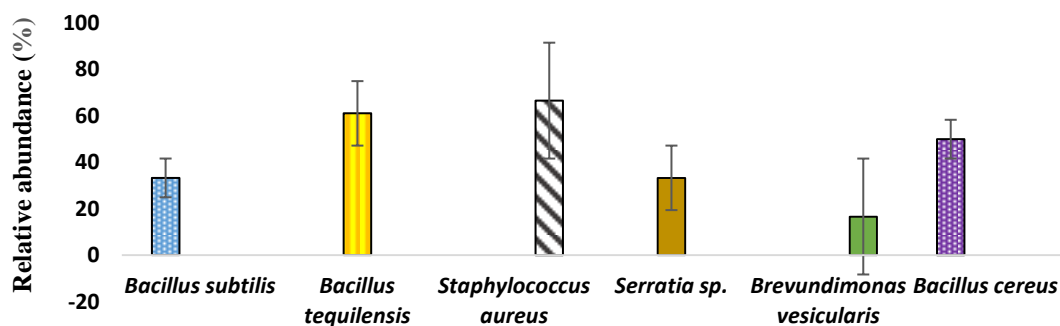 Relative abundance (%)
100
80
60
40
20
0
-20
Bacillus subtilis
Bacillus
tequilensis
Staphylococcus
aureus
Serratia sp.
Brevundimonas
vesicularis
Bacillus cereus